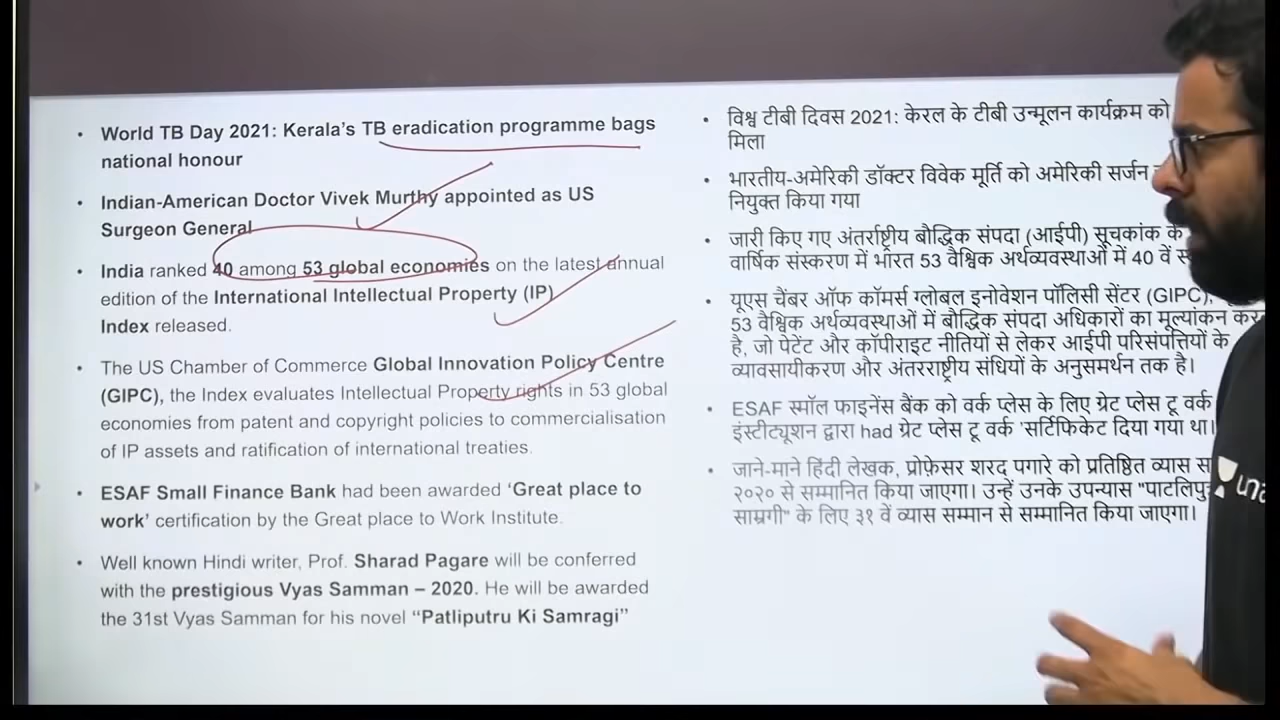 World TB Day 2021: Kerala's TB eradication programme bags
national honour
Indian-American Doctor Vivek Murthy appointed as US
Surgeon General
India ranked 40 among 53 global economies on the latest annual
edition of the International Intellectual Property (IP)
Index released.
The US Chamber of Commerce Global Innovation Policy Centre
(GIPC), the Index evaluates Intellectual Property rights in 53 global
economies from patent and copyright policies to commercialisation
of IP assets and ratification of international treaties.
ESAF Small Finance Bank had been awarded ‘Great place to
work’ certification by the Great place to Work Institute.
Well known Hindi writer, Prof. Sharad Pagare will be conferred
with the prestigious Vyas Samman – 2020. He will be awarded
the 31st Vyas Samman for his novel “Patliputru Ki Samragi”
विश्व टीबी दिवस 2021: केरल के टीबी उन्मूलन कार्यक्रम को
मिला
भारतीय-अमेरिकी डॉक्टर विवेक मूर्ति को अमेरिकी सर्जन
नियुक्त किया गया
जारी किए गए अंतर्राष्ट्रीय बौद्धिक संपदा (आईपी) सूचकांक के
वार्षिक संस्करण में भारत 53 वैश्विक अर्थव्यवस्थाओं में 40 वें
यूएस चैंबर ऑफ कॉमर्स ग्लोबल इनोवेशन पॉलिसी सेंटर (GIPC),
53 वैश्विक अर्थव्यवस्थाओं में बौद्धिक संपदा अधिकारों का मूल्यांकन
है, जो पेटेंट और कॉपीराइट नीतियों से लेकर आईपी परिसंपत्तियों के
व्यावसायीकरण और अंतरराष्ट्रीय संधियों के अनुसमर्थन तक है।
ESAF स्मॉल फाइनेंस बैंक को वर्क प्लेस के लिए ग्रेट प्लेस टू वर्क
इंस्टीट्यूशन द्वारा had ग्रेट प्लेस टू वर्क 'सर्टिफिकेट दिया गया था।
जाने-माने हिंदी लेखक, प्रोफ़ेसर शरद पगारे को प्रतिष्ठित व्यास
२०२० से सम्मानित किया जाएगा। उन्हें उनके उपन्यास "पाटलिपु
साम्रगी" के लिए ३१ वें व्यास सम्मान से सम्मानित किया जाएगा।